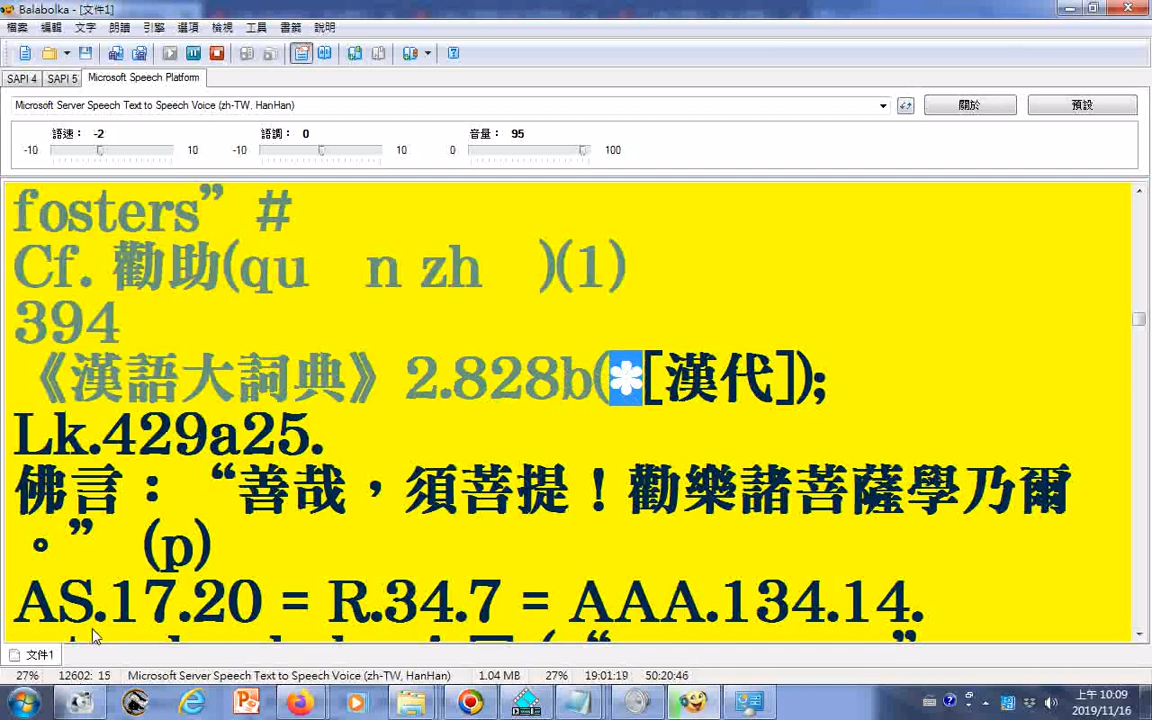 Balabolka - [文件1]
檔案 編輯 文字 朗讀 引擎 選項 檢視 工具 書籤 說明
SAPI 4 SAPI 5 Microsoft Speech Platform
Microsoft Server Speech Text to Speech Voice (zh-TW, HanHan)
關於 預設
語速： -2 語調： 0 音量： 95
-10 10 -10 10 0 100
fosters” #
Cf. 勸助(qu n zh )(1)
394
《漢語大詞典》 2.828b(*[漢代]);
Lk.429a25.
佛言：“善哉，須菩提！勸樂諸菩薩學乃爾
。” (p)
AS.17.20 = R.34.7 = AAA.134.14.
文件1
27% 12602: 15 Microsoft Server Speech Text to Speech Voice (zh-TW, HanHan) 1.04 MB 27% 19:01:19 50:20:46
上午 10:09
2019/11/16